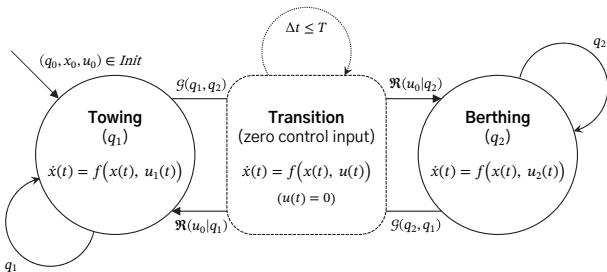 (q₀, x₀, u₀) ∈ Init
Towing
(q₁)
ẋ(t) = f(x(t), u₁(t))
q₁
𝒢(q₁, q₂)
ℜ(u₀|q₁)
Δt ≤ T
Transition
(zero control input)
ẋ(t) = f(x(t), u(t))
(u(t) = 0)
ℜ(u₀|q₂)
𝒢(q₂, q₁)
q₂
Berthing
(q₂)
ẋ(t) = f(x(t), u₂(t))